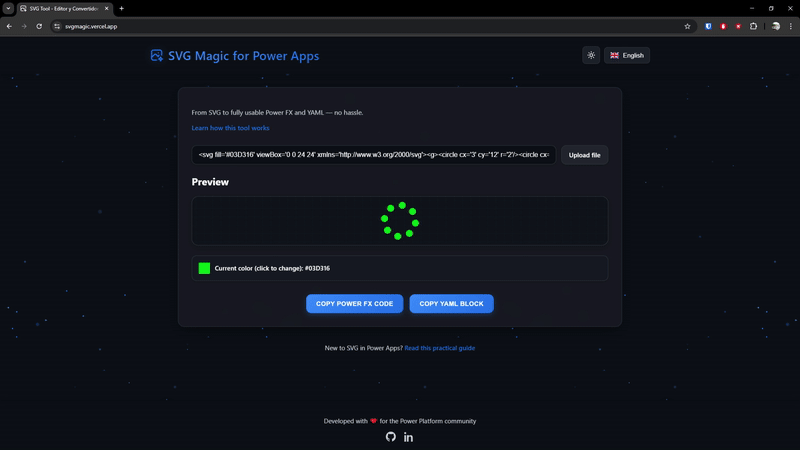 SVG Tool - Editor y Convertido
svgmagic.vercel.app
SVG Magic for Power Apps
English
From SVG to fully usable Power FX and YAML — no hassle.
Learn how this tool works
<svg fill='#03D316' viewBox='0 0 24 24' xmlns='http://www.w3.org/2000/svg'><g><circle cx='3' cy='12' r='2'/><circle cx=
Upload file
Preview
Current color (click to change): #03D316
COPY POWER FX CODE
COPY YAML BLOCK
New to SVG in Power Apps? Read this practical guide
Developed with ❤ for the Power Platform community
in